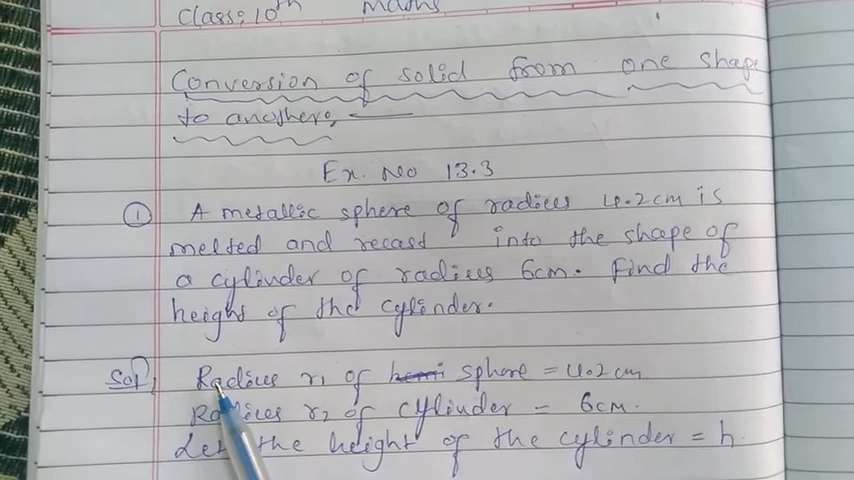 Class: 10th Maths
Conversion of solid from one shape
to another:
Ex. No 13.3
① A metallic sphere of radius 4.2cm is
melted and recast into the shape of
a cylinder of radius 6cm. Find the
height of the cylinder.
Sol, Radius r₁ of sphere = 4.2 cm
Radius r₂ of cylinder = 6cm.
Let the height of the cylinder = h